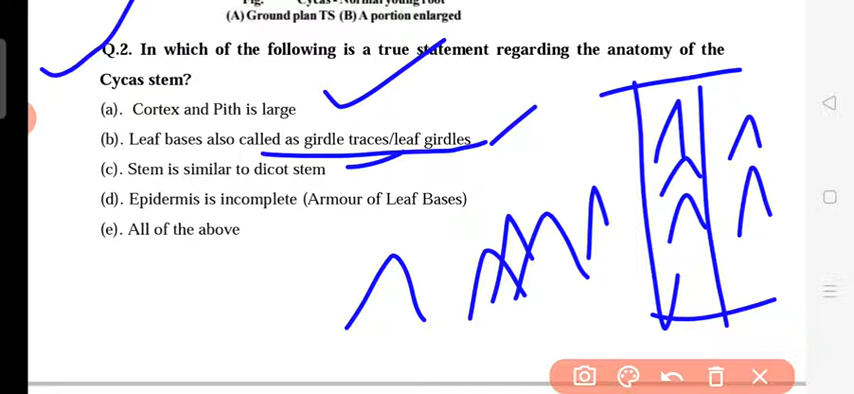 (A) Ground plan TS (B) A portion enlarged
Q.2. In which of the following is a true statement regarding the anatomy of the
Cycas stem?
(a). Cortex and Pith is large
(b). Leaf bases also called as girdle traces/leaf girdles
(c). Stem is similar to dicot stem
(d). Epidermis is incomplete (Armour of Leaf Bases)
(e). All of the above